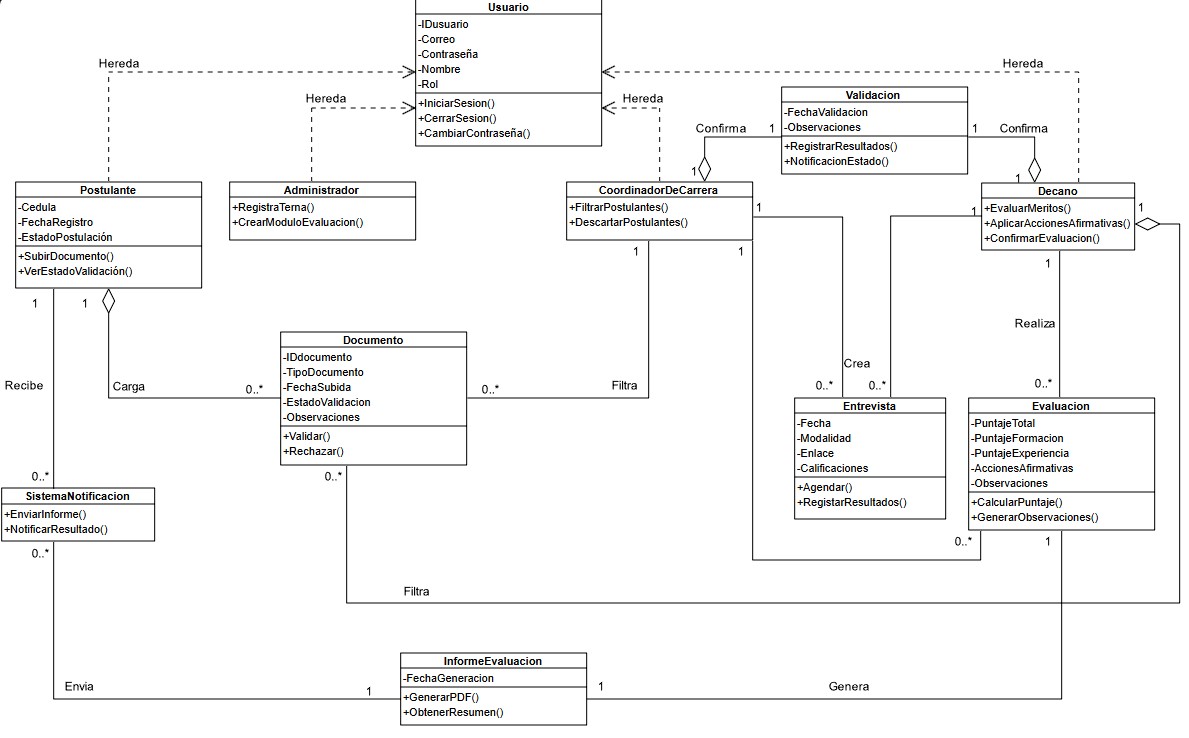 Usuario
-IDusuario
-Correo
-Contraseña
-Nombre
-Rol
+IniciarSesion()
+CerrarSesion()
+CambiarContraseña()
Hereda
Hereda
Hereda
Hereda
Validacion
-FechaValidacion
-Observaciones
+RegistrarResultados()
+NotificacionEstado()
Confirma
1
1
1
Confirma
1
Postulante
-Cedula
-FechaRegistro
-EstadoPostulación
+SubirDocumento()
+VerEstadoValidación()
Administrador
+RegistraTerna()
+CrearModuloEvaluacion()
CoordinadorDeCarrera
+FiltrarPostulantes()
+DescartarPostulantes()
Decano
+EvaluarMeritos()
+AplicarAccionesAfirmativas()
+ConfirmarEvaluacion()
1
1
1
1
1
1
1
1
Documento
-IDdocumento
-TipoDocumento
-FechaSubida
-EstadoValidacion
-Observaciones
+Validar()
+Rechazar()
Recibe
Carga
0..*
0..*
Filtra
Crea
0..*
0..*
Realiza
0..*
Entrevista
-Fecha
-Modalidad
-Enlace
-Calificaciones
+Agendar()
+RegistarResultados()
Evaluacion
-PuntajeTotal
-PuntajeFormacion
-PuntajeExperiencia
-AccionesAfirmativas
-Observaciones
+CalcularPuntaje()
+GenerarObservaciones()
0..*
0..*
SistemaNotificacion
+EnviarInforme()
+NotificarResultado()
0..*
0..*
1
Filtra
InformeEvaluacion
-FechaGeneracion
+GenerarPDF()
+ObtenerResumen()
Envia
1
1
Genera